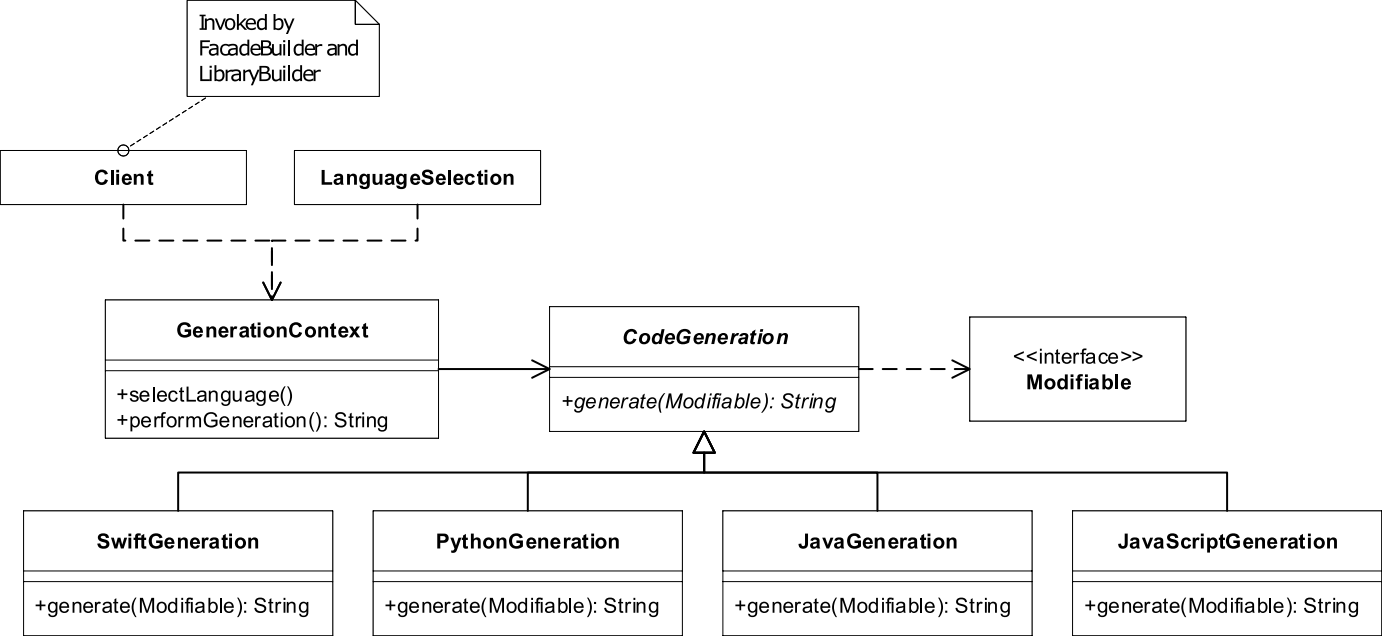 Invoked by
FacadeBuilder and
LibraryBuilder
Client
LanguageSelection
GenerationContext
+selectLanguage()
+performGeneration(): String
CodeGeneration
+generate(Modifiable): String
<<interface>>
Modifiable
SwiftGeneration
+generate(Modifiable): String
PythonGeneration
+generate(Modifiable): String
JavaGeneration
+generate(Modifiable): String
JavaScriptGeneration
+generate(Modifiable): String